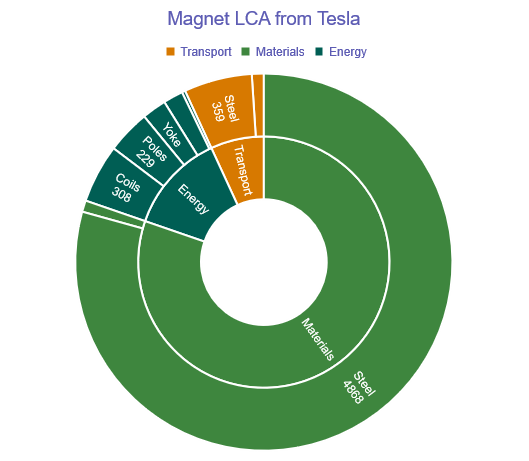 Magnet LCA from Tesla
Transport Materials Energy
Steel
359
Transport
Yoke
Poles
229
Coils
308
Energy
Materials
Steel
4868